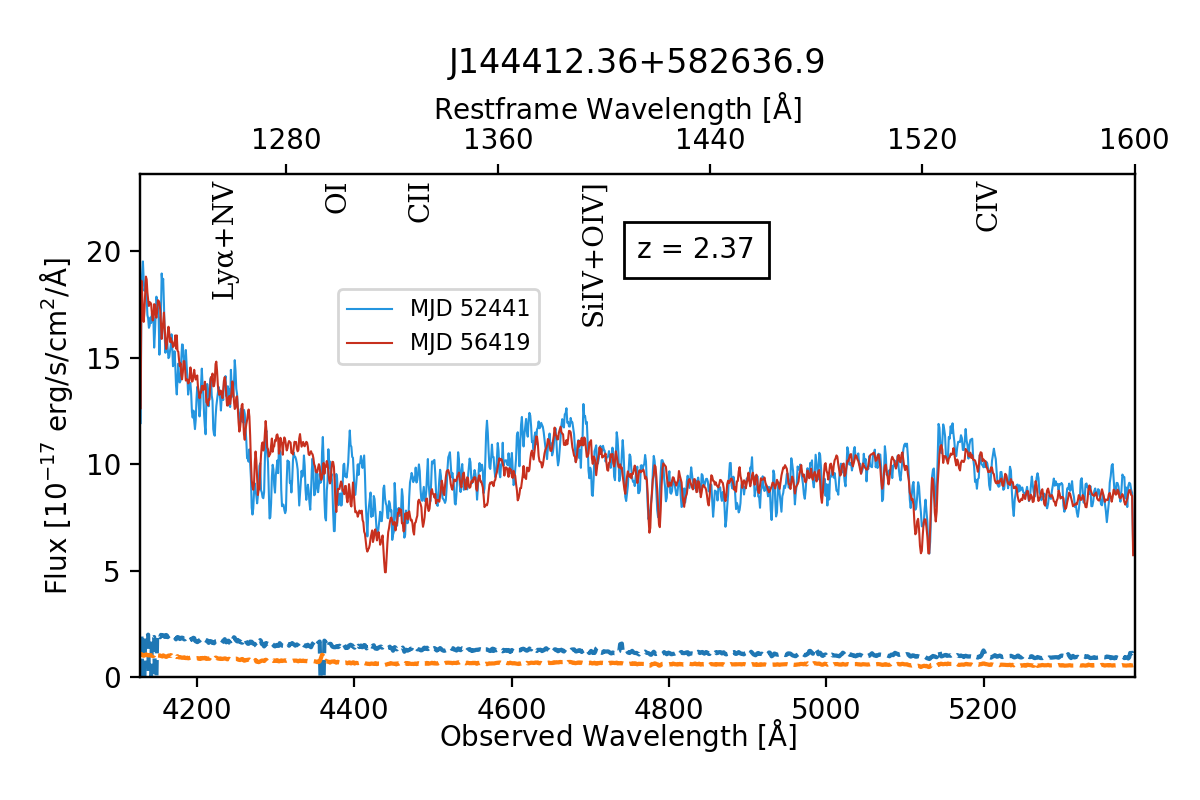 J144412.36+582636.9
Restframe Wavelength [Å]
1280 1360 1440 1520 1600
Lyα+NV
OI
CII
SiIV+OIV]
CIV
z = 2.37
MJD 52441
MJD 56419
20
15
10
5
0
Flux [10⁻¹⁷ erg/s/cm²/Å]
4200 4400 4600 4800 5000 5200
Observed Wavelength [Å]